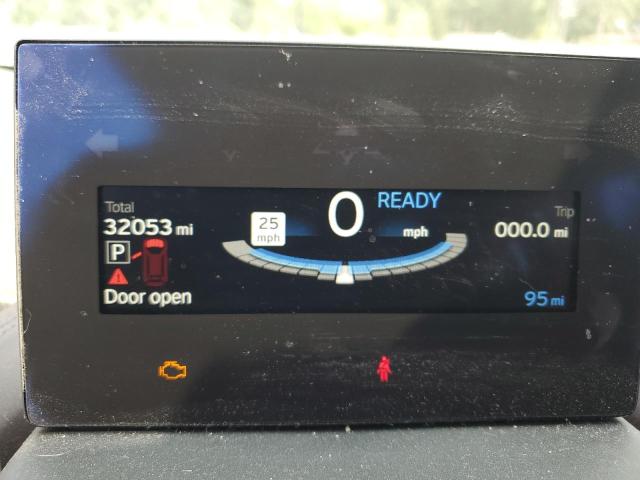 READY
Total
32053 mi
25
mph
0
mph
Trip
000.0 mi
P
Door open
95 mi